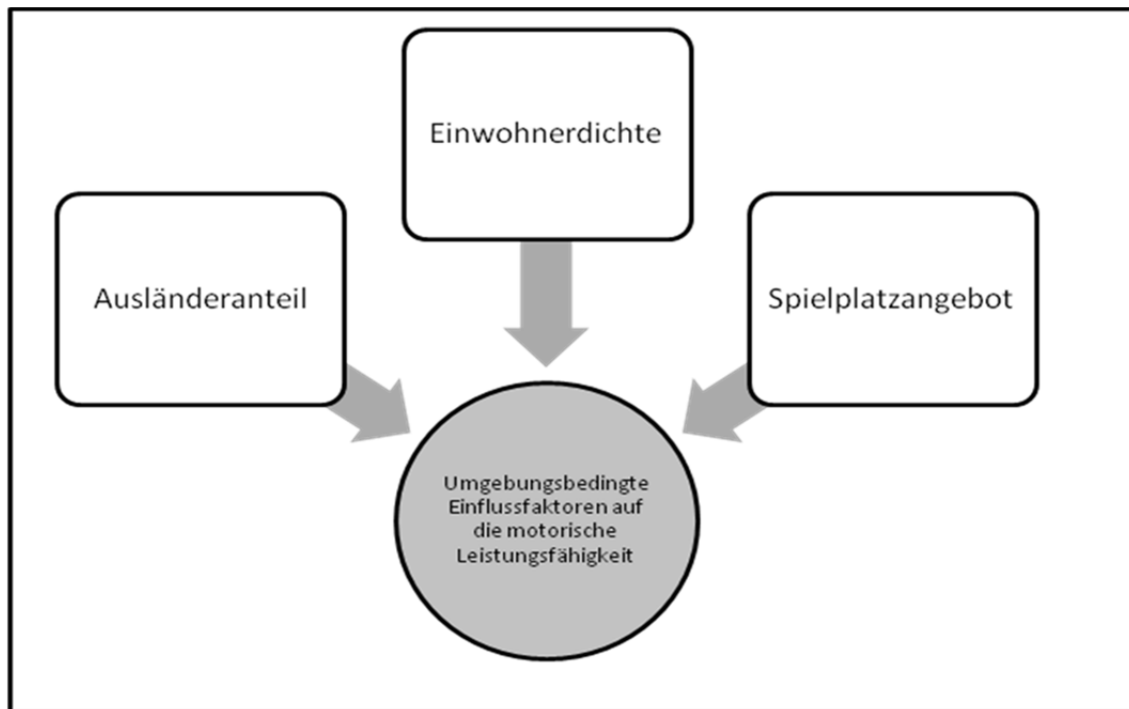 Einwohnerdichte
Ausländeranteil
Spielplatzangebot
Umgebungsbedingte
Einflussfaktoren auf
die motorische
Leistungsfähigkeit